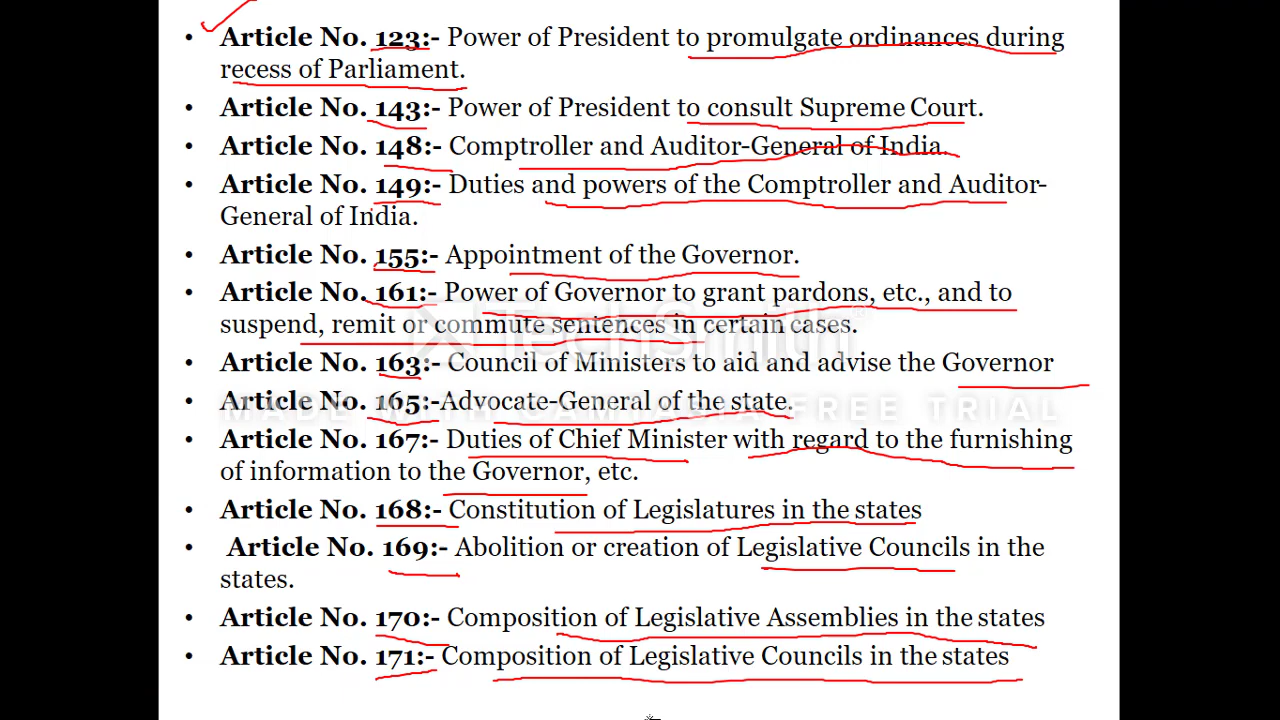 • Article No. 123:- Power of President to promulgate ordinances during
recess of Parliament.
• Article No. 143:- Power of President to consult Supreme Court.
• Article No. 148:- Comptroller and Auditor-General of India.
• Article No. 149:- Duties and powers of the Comptroller and Auditor-
General of India.
• Article No. 155:- Appointment of the Governor.
• Article No. 161:- Power of Governor to grant pardons, etc., and to
suspend, remit or commute sentences in certain cases.
TechSmith®
• Article No. 163:- Council of Ministers to aid and advise the Governor
• Article No. 165:-Advocate-General of the state.
MADE WITH CAMTASIA FREE TRIAL
• Article No. 167:- Duties of Chief Minister with regard to the furnishing
of information to the Governor, etc.
• Article No. 168:- Constitution of Legislatures in the states
• Article No. 169:- Abolition or creation of Legislative Councils in the
states.
• Article No. 170:- Composition of Legislative Assemblies in the states
• Article No. 171:- Composition of Legislative Councils in the states